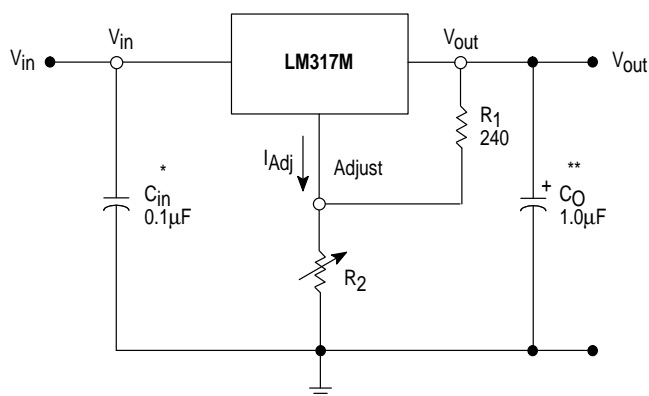 Vin
Vin
LM317M
Vout
Vout
R1
240
IAdj
Adjust
*
Cin
0.1µF
**
+ CO
1.0µF
R2